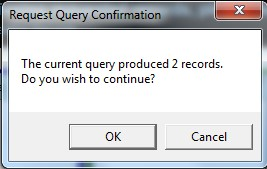 Request Query Confirmation
The current query produced 2 records.
Do you wish to continue?
OK
Cancel